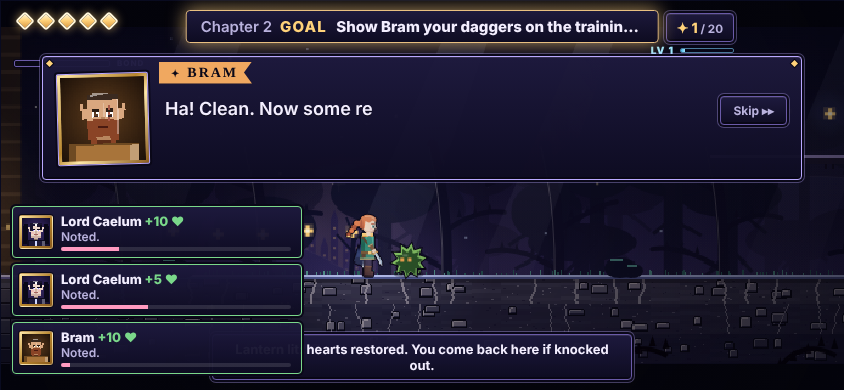 Chapter 2 GOAL Show Bram your daggers on the trainin...
✦ 1 / 20
LV 1
✦ BRAM
Ha! Clean. Now some re
Skip ▸▸
Lord Caelum +10 ♥
Noted.
Lord Caelum +5 ♥
Noted.
Bram +10 ♥
Noted.
Lantern lit, hearts restored. You come back here if knocked
out.